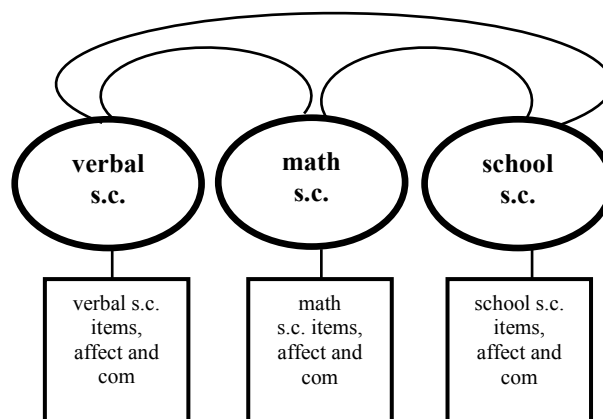 verbal
s.c.
math
s.c.
school
s.c.
verbal s.c.
items,
affect and
com
math
s.c. items,
affect and
com
school s.c.
items,
affect and
com